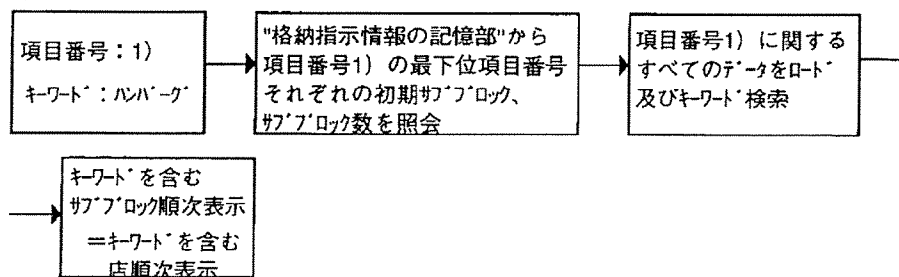 項目番号：1）
ｷｰﾜｰﾄﾞ：ﾊﾝﾊﾞｰｸﾞ
"格納指示情報の記憶部"から
項目番号1）の最下位項目番号
それぞれの初期ｻﾌﾞﾌﾞﾛｯｸ、
ｻﾌﾞﾌﾞﾛｯｸ数を照会
項目番号1）に関する
すべてのﾃﾞｰﾀをﾛｰﾄﾞ
及びｷｰﾜｰﾄﾞ検索
ｷｰﾜｰﾄﾞを含む
ｻﾌﾞﾌﾞﾛｯｸ順次表示
＝ｷｰﾜｰﾄﾞを含む
店順次表示